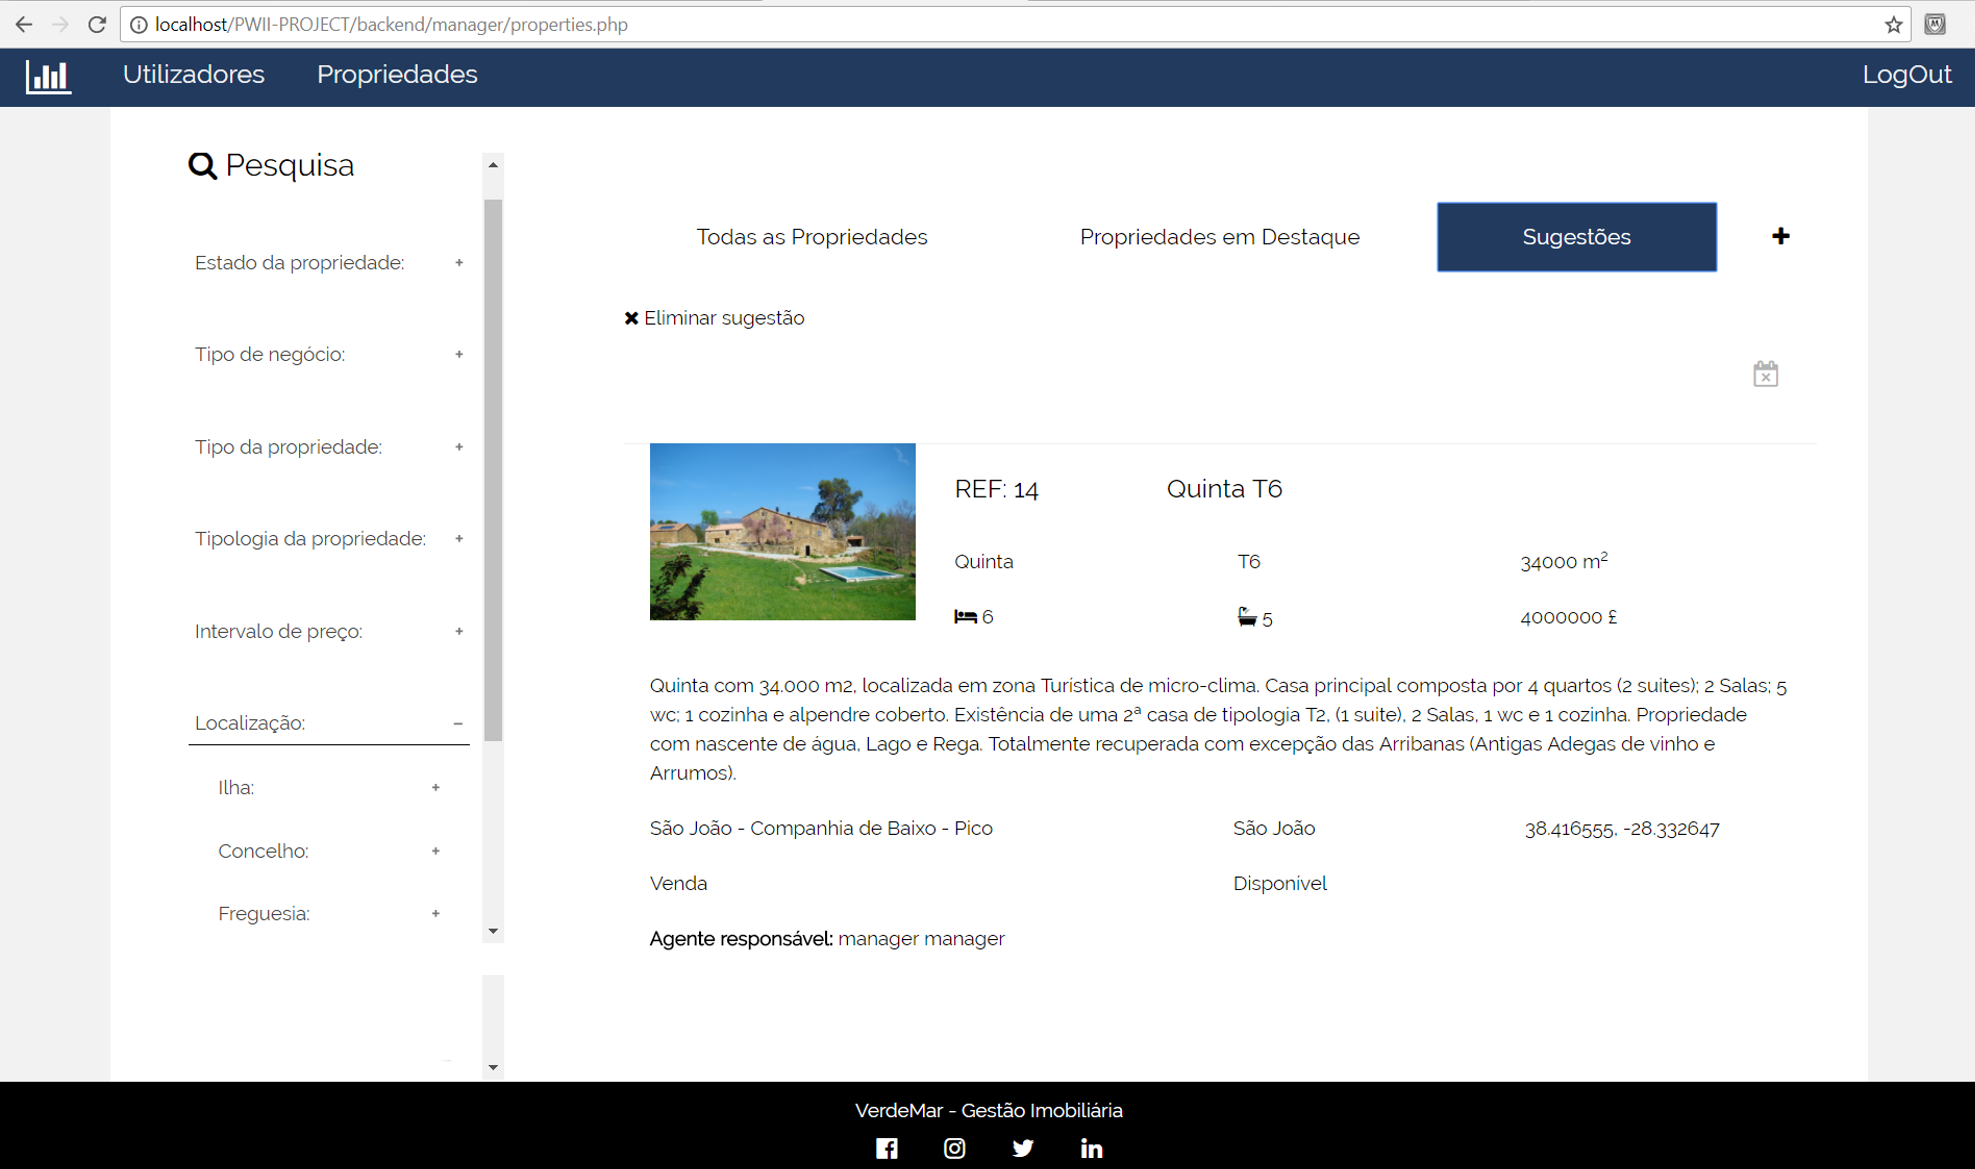 localhost/PWII-PROJECT/backend/manager/properties.php
Utilizadores Propriedades LogOut
Pesquisa
Estado da propriedade: +
Tipo de negócio: +
Tipo da propriedade: +
Tipologia da propriedade: +
Intervalo de preço: +
Localização: −
Ilha: +
Concelho: +
Freguesia: +
Todas as Propriedades Propriedades em Destaque Sugestões +
Eliminar sugestão
REF: 14 Quinta T6
Quinta T6 34000 m²
6 5 4000000 £
Quinta com 34.000 m2, localizada em zona Turística de micro-clima. Casa principal composta por 4 quartos (2 suites); 2 Salas; 5
wc; 1 cozinha e alpendre coberto. Existência de uma 2ª casa de tipologia T2, (1 suite), 2 Salas, 1 wc e 1 cozinha. Propriedade
com nascente de água, Lago e Rega. Totalmente recuperada com excepção das Arribanas (Antigas Adegas de vinho e
Arrumos).
São João - Companhia de Baixo - Pico São João 38.416555, -28.332647
Venda Disponível
Agente responsável: manager manager
VerdeMar - Gestão Imobiliária